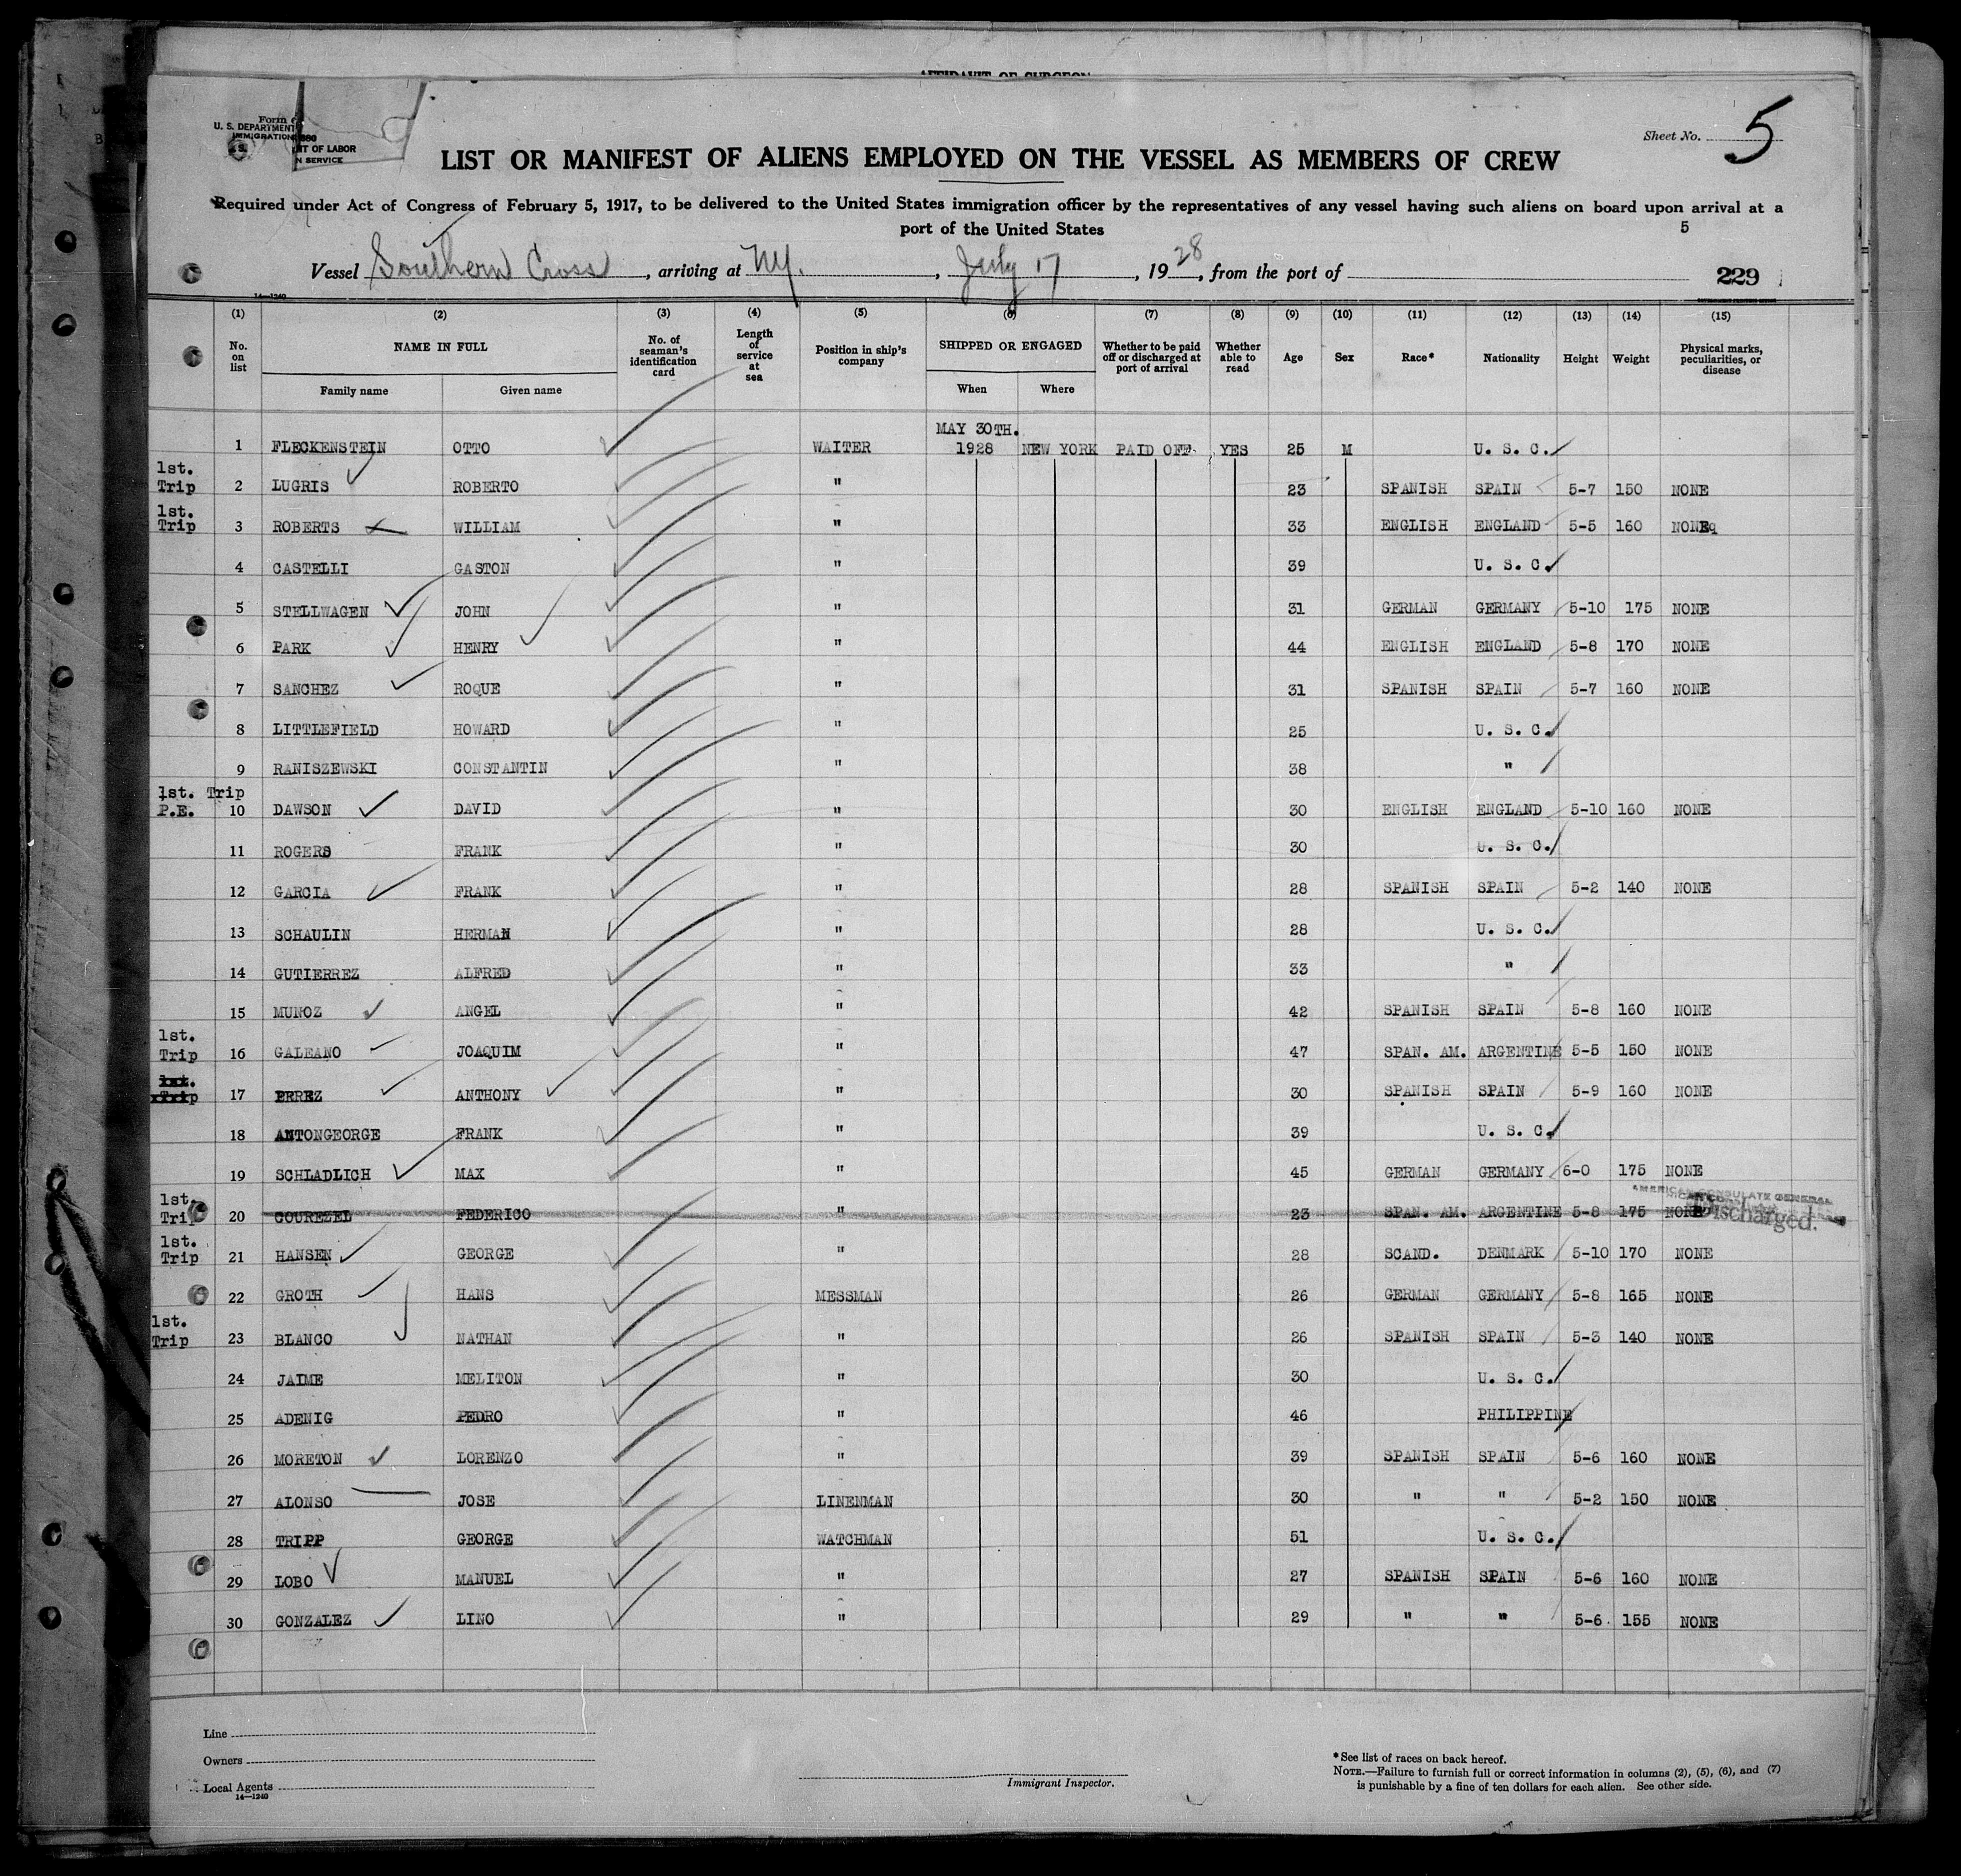 AFFIDAVIT OF SURGEON
Form 680
U. S. DEPARTMENT OF LABOR
IMMIGRATION SERVICE
Sheet No. 5
LIST OR MANIFEST OF ALIENS EMPLOYED ON THE VESSEL AS MEMBERS OF CREW
Required under Act of Congress of February 5, 1917, to be delivered to the United States immigration officer by the representatives of any vessel having such aliens on board upon arrival at a
port of the United States
5
Vessel Southern Cross, arriving at N.Y., July 17, 1928, from the port of
229
14—1240
(1) (2) (3) (4) (5) (6) (7) (8) (9) (10) (11) (12) (13) (14) (15)
No. on list NAME IN FULL No. of seaman's identification card Length of service at sea Position in ship's company SHIPPED OR ENGAGED Whether to be paid off or discharged at port of arrival Whether able to read Age Sex Race* Nationality Height Weight Physical marks, peculiarities, or disease
Family name Given name When Where
MAY 30TH.
1 FLECKENSTEIN OTTO WAITER 1928 NEW YORK PAID OFF YES 25 M U. S. C.
1st. Trip 2 LUGRIS ROBERTO " 23 SPANISH SPAIN 5-7 150 NONE
1st. Trip 3 ROBERTS WILLIAM " 33 ENGLISH ENGLAND 5-5 160 NONE
4 CASTELLI GASTON " 39 U. S. C.
5 STELLWAGEN JOHN " 31 GERMAN GERMANY 5-10 175 NONE
6 PARK HENRY " 44 ENGLISH ENGLAND 5-8 170 NONE
7 SANCHEZ ROQUE " 31 SPANISH SPAIN 5-7 160 NONE
8 LITTLEFIELD HOWARD " 25 U. S. C.
9 RANISZEWSKI CONSTANTIN " 38 "
1st. Trip P.E. 10 DAWSON DAVID " 30 ENGLISH ENGLAND 5-10 160 NONE
11 ROGERS FRANK " 30 U. S. C.
12 GARCIA FRANK " 28 SPANISH SPAIN 5-2 140 NONE
13 SCHAULIN HERMAN " 28 U. S. C.
14 GUTIERREZ ALFRED " 33 "
15 MUNOZ ANGEL " 42 SPANISH SPAIN 5-8 160 NONE
1st. Trip 16 GALEANO JOAQUIM " 47 SPAN. AM. ARGENTINE 5-5 150 NONE
1st. Trip 17 PEREZ ANTHONY " 30 SPANISH SPAIN 5-9 160 NONE
18 ANTONGEORGE FRANK " 39 U. S. C.
19 SCHLADLICH MAX " 45 GERMAN GERMANY 6-0 175 NONE
AMERICAN CONSULATE GENERAL
1st. Trip 20 GOUREZEL FEDERICO " 23 SPAN. AM. ARGENTINE 5-8 175 NONE Discharged.
1st. Trip 21 HANSEN GEORGE " 28 SCAND. DENMARK 5-10 170 NONE
22 GROTH HANS MESSMAN 26 GERMAN GERMANY 5-8 165 NONE
1st. Trip 23 BLANCO NATHAN " 26 SPANISH SPAIN 5-3 140 NONE
24 JAIME MELITON " 30 U. S. C.
25 ADENIG PEDRO " 46 PHILIPPINE
26 MORETON LORENZO " 39 SPANISH SPAIN 5-6 160 NONE
27 ALONSO JOSE LINENMAN 30 " " 5-2 150 NONE
28 TRIPP GEORGE WATCHMAN 51 U. S. C.
29 LOBO MANUEL " 27 SPANISH SPAIN 5-6 160 NONE
30 GONZALEZ LINO " 29 " " 5-6 155 NONE
Line
Owners
Local Agents
14—1240
Immigrant Inspector.
*See list of races on back hereof.
NOTE.—Failure to furnish full or correct information in columns (2), (5), (6), and (7)
is punishable by a fine of ten dollars for each alien. See other side.